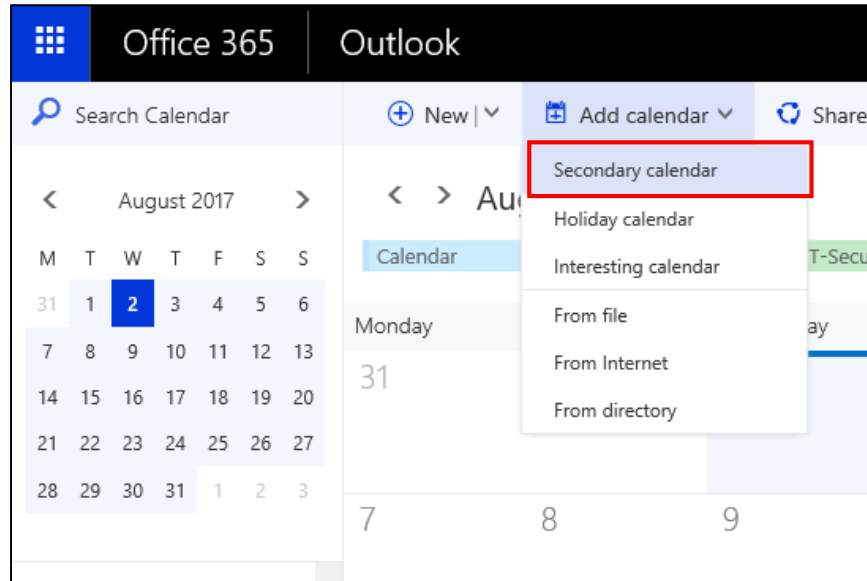 Office 365 Outlook
Search Calendar New Add calendar Share
Secondary calendar
August 2017
Holiday calendar
Calendar
M T W T F S S
Interesting calendar
31 1 2 3 4 5 6
From file
Monday
7 8 9 10 11 12 13
31
From Internet
14 15 16 17 18 19 20
From directory
21 22 23 24 25 26 27
28 29 30 31 1 2 3
7 8 9